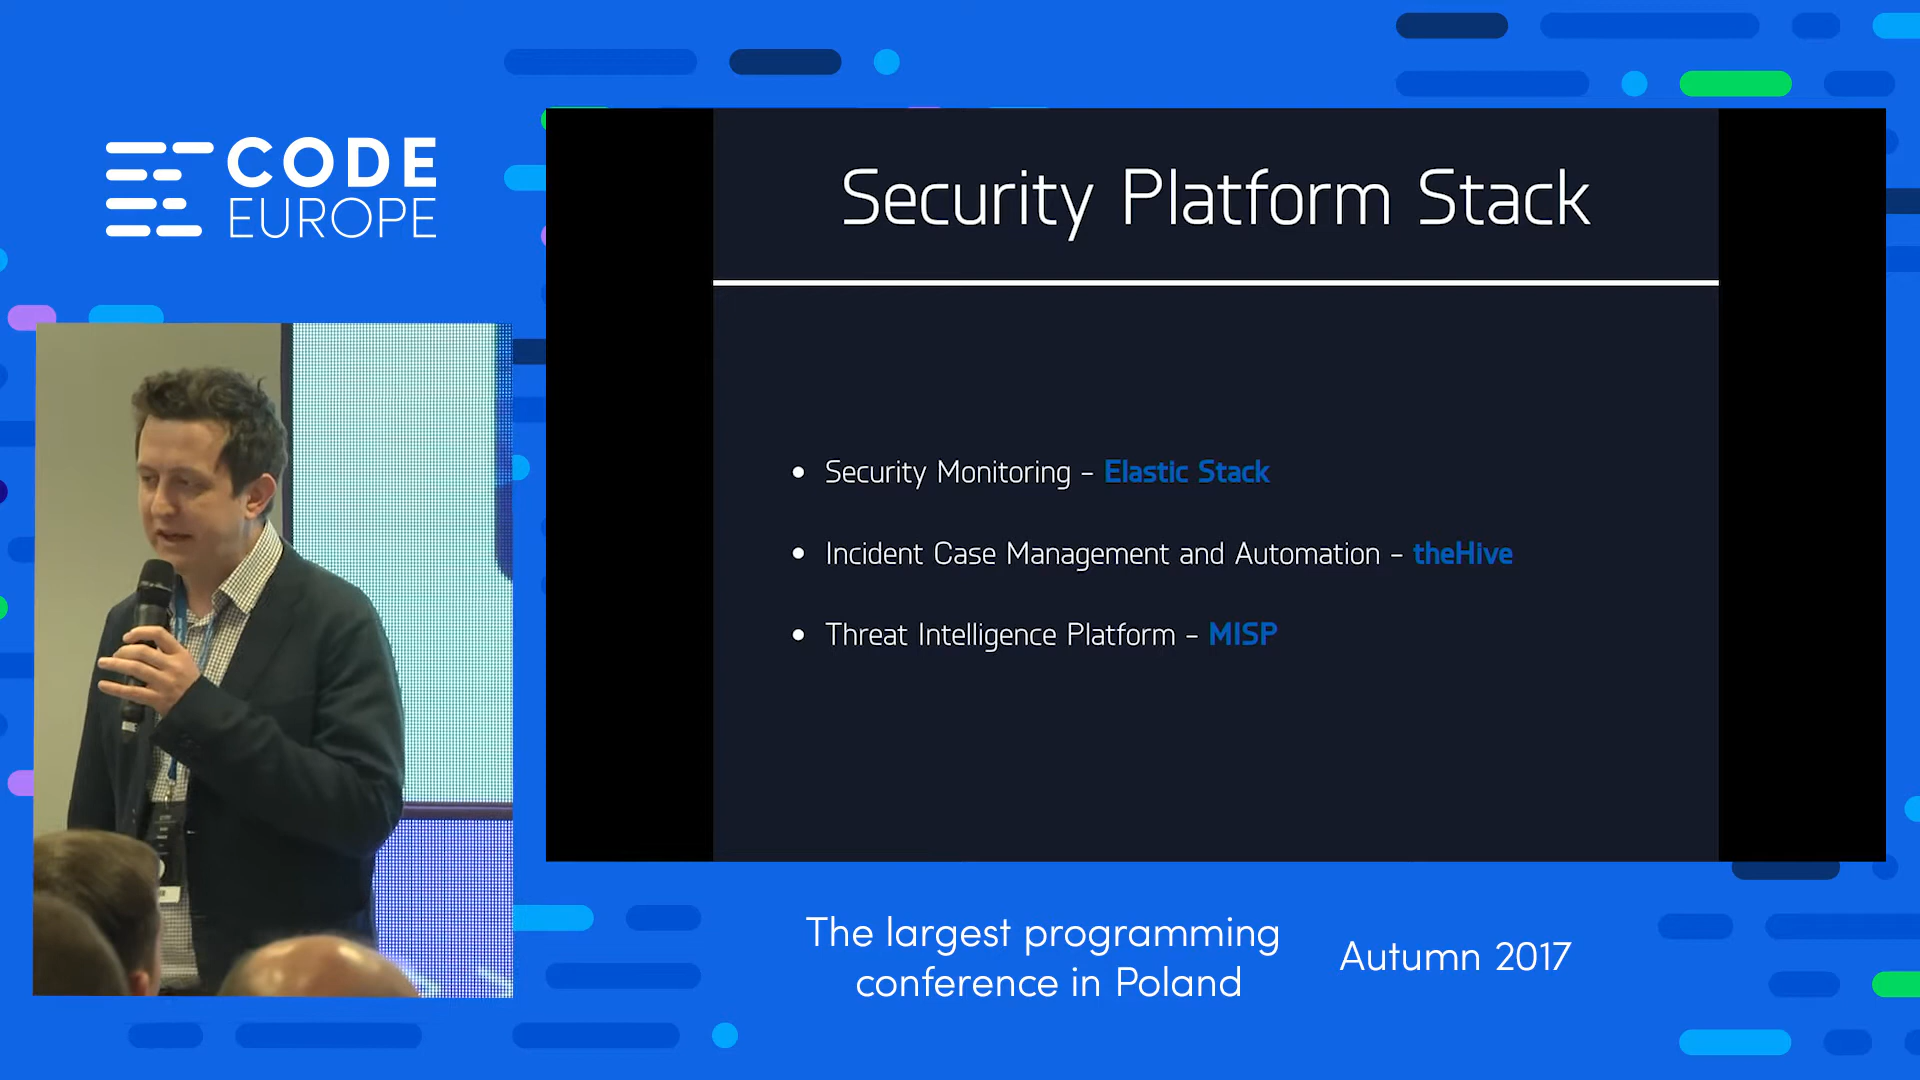 CODE
EUROPE
Security Platform Stack
Security Monitoring – Elastic Stack
Incident Case Management and Automation – theHive
Threat Intelligence Platform – MISP
The largest programming
conference in Poland
Autumn 2017